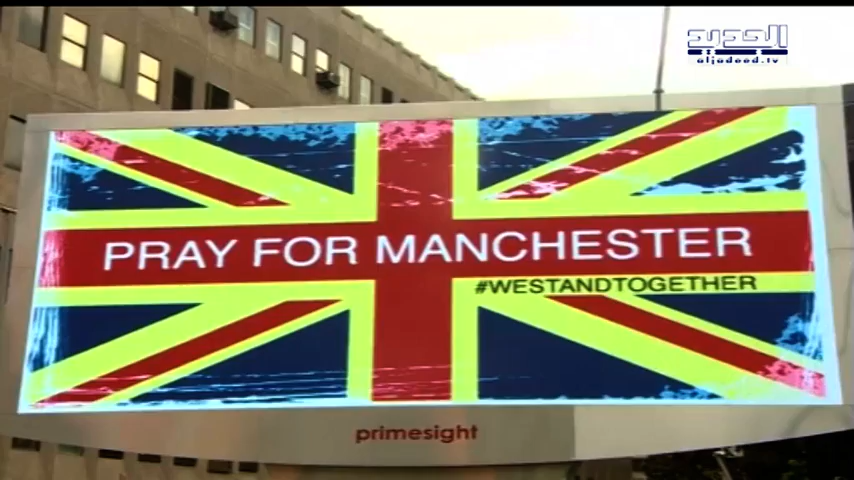 الجديد
aljadeed.tv
PRAY FOR MANCHESTER
#WESTANDTOGETHER
primesight